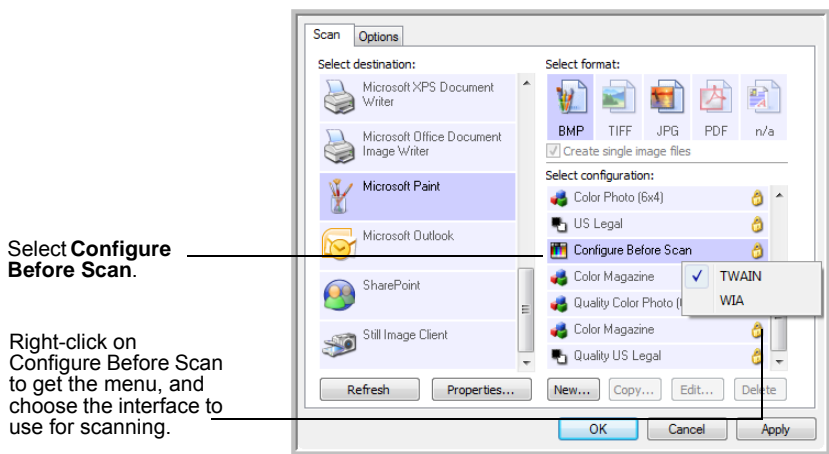 Scan
Options
Select destination:
Microsoft XPS Document
Writer
Microsoft Office Document
Image Writer
Microsoft Paint
Microsoft Outlook
SharePoint
Still Image Client
Refresh
Properties...
Select format:
BMP
TIFF
JPG
PDF
n/a
Create single image files
Select configuration:
Color Photo (6x4)
US Legal
Configure Before Scan
Color Magazine
Quality Color Photo (
Color Magazine
Quality US Legal
TWAIN
WIA
New...
Copy...
Edit...
Delete
OK
Cancel
Apply
Select Configure
Before Scan.
Right-click on
Configure Before Scan
to get the menu, and
choose the interface to
use for scanning.